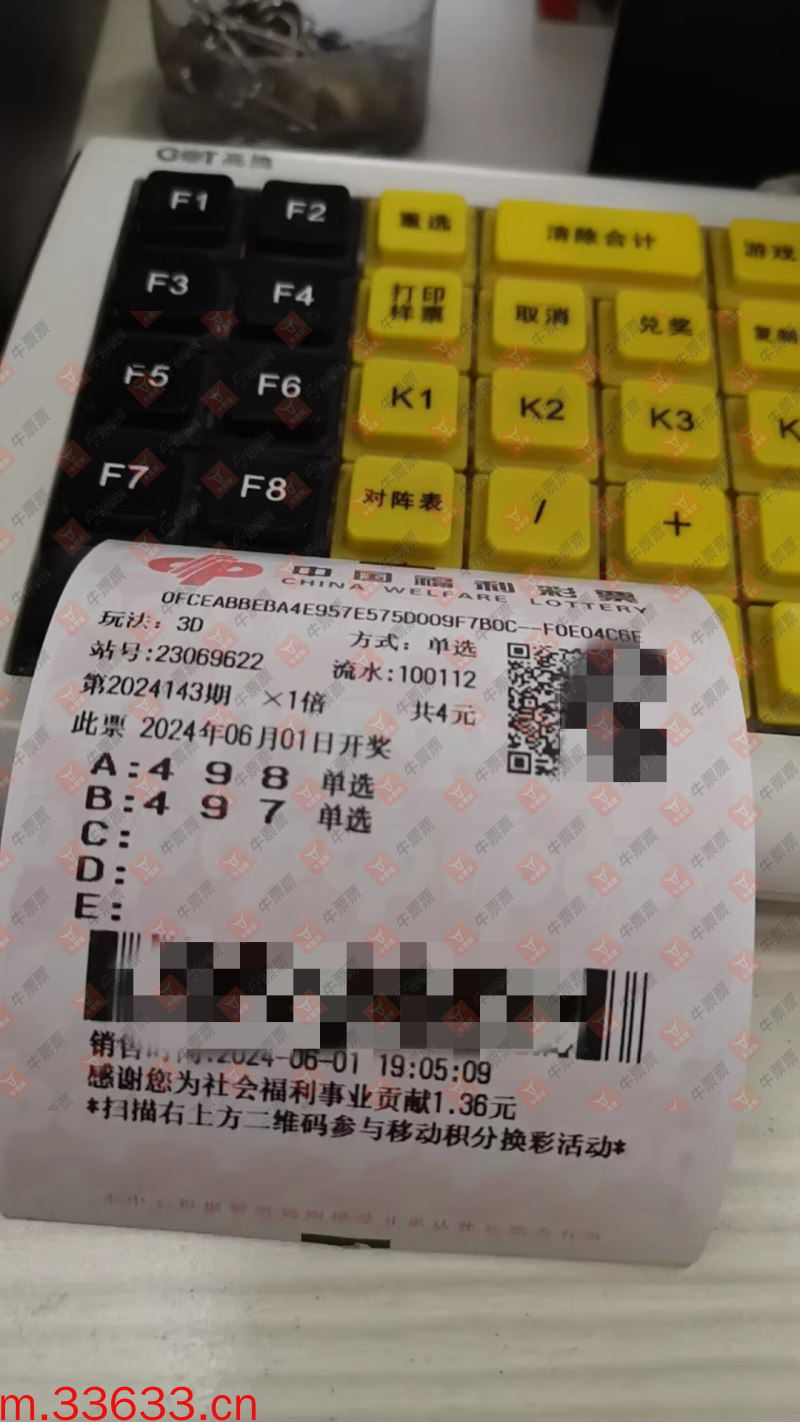 GOT 高腾
F1 F2 重选 清除合计 游戏
F3 F4 打印样票 取消 兑奖
F5 F6 K1 K2 K3 K
F7 F8 对阵表 / +
中国福利彩票
CHINA WELFARE LOTTERY
0FCEABBEBA4E957E575D009F7B0C--F0E04C6E
玩法: 3D 方式: 单选
站号:23069622 流水:100112
第2024143期 ×1倍 共4元
此票 2024年06月01日开奖
A:4 9 8 单选
B:4 9 7 单选
C:
D:
E:
销售时间:2024-06-01 19:05:09
感谢您为社会福利事业贡献1.36元
*扫描右上方二维码参与移动积分换彩活动*
牛票票
m.33633.cn